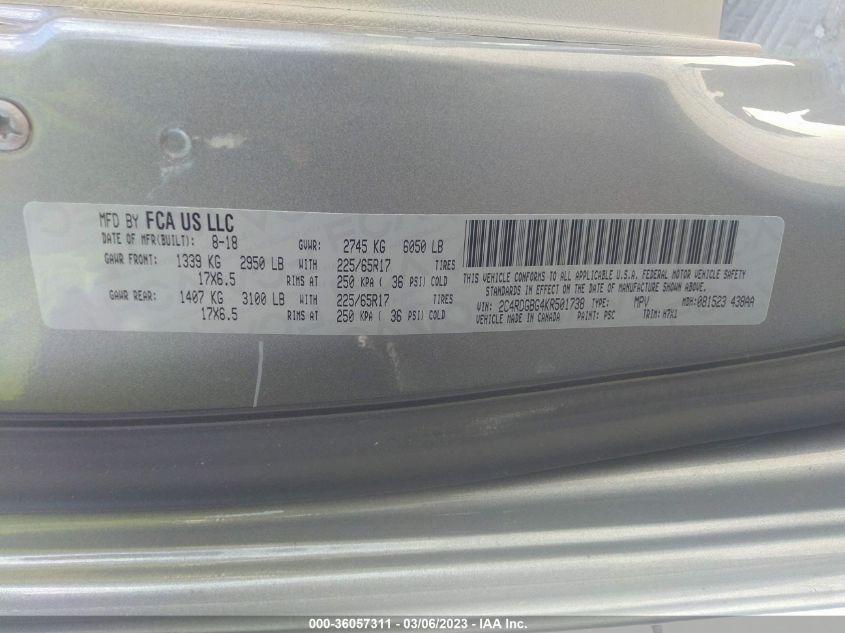 MFD BY FCA US LLC
DATE OF MFR(BUILT): 8-18 GVWR: 2745 KG 6050 LB
GAWR FRONT: 1339 KG 2950 LB WITH 225/65R17 TIRES
17X6.5 RIMS AT 250 KPA ( 36 PSI) COLD
GAWR REAR: 1407 KG 3100 LB WITH 225/65R17 TIRES
17X6.5 RIMS AT 250 KPA ( 36 PSI) COLD
THIS VEHICLE CONFORMS TO ALL APPLICABLE U.S.A. FEDERAL MOTOR VEHICLE SAFETY
STANDARDS IN EFFECT ON THE DATE OF MANUFACTURE SHOWN ABOVE.
VIN: 2C4RDGBG4KR501738 TYPE: MPV MDH: 081523 438AA
VEHICLE MADE IN CANADA PAINT: PSC TRIM: H7X1
000-36057311 - 03/06/2023 - IAA Inc.